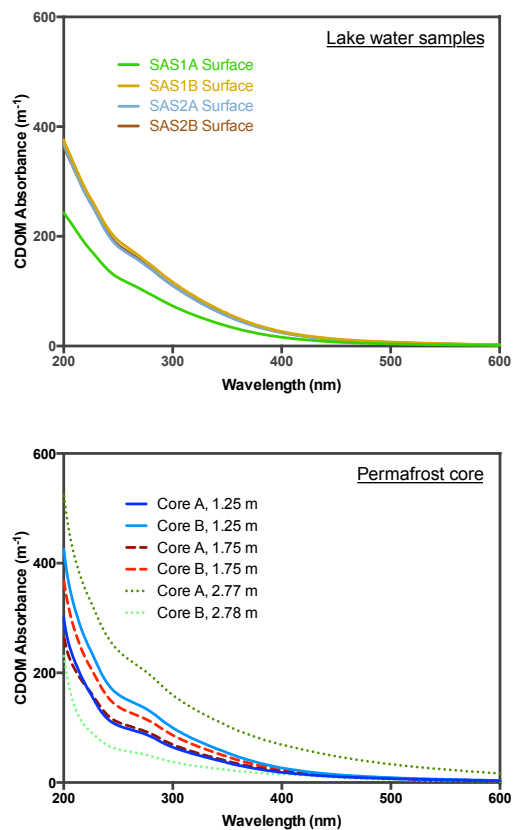 Lake water samples
SAS1A Surface
SAS1B Surface
SAS2A Surface
SAS2B Surface
CDOM Absorbance (m⁻¹)
600
400
200
0
200 300 400 500 600
Wavelength (nm)
Permafrost core
Core A, 1.25 m
Core B, 1.25 m
Core A, 1.75 m
Core B, 1.75 m
Core A, 2.77 m
Core B, 2.78 m
CDOM Absorbance (m⁻¹)
600
400
200
0
200 300 400 500 600
Wavelength (nm)